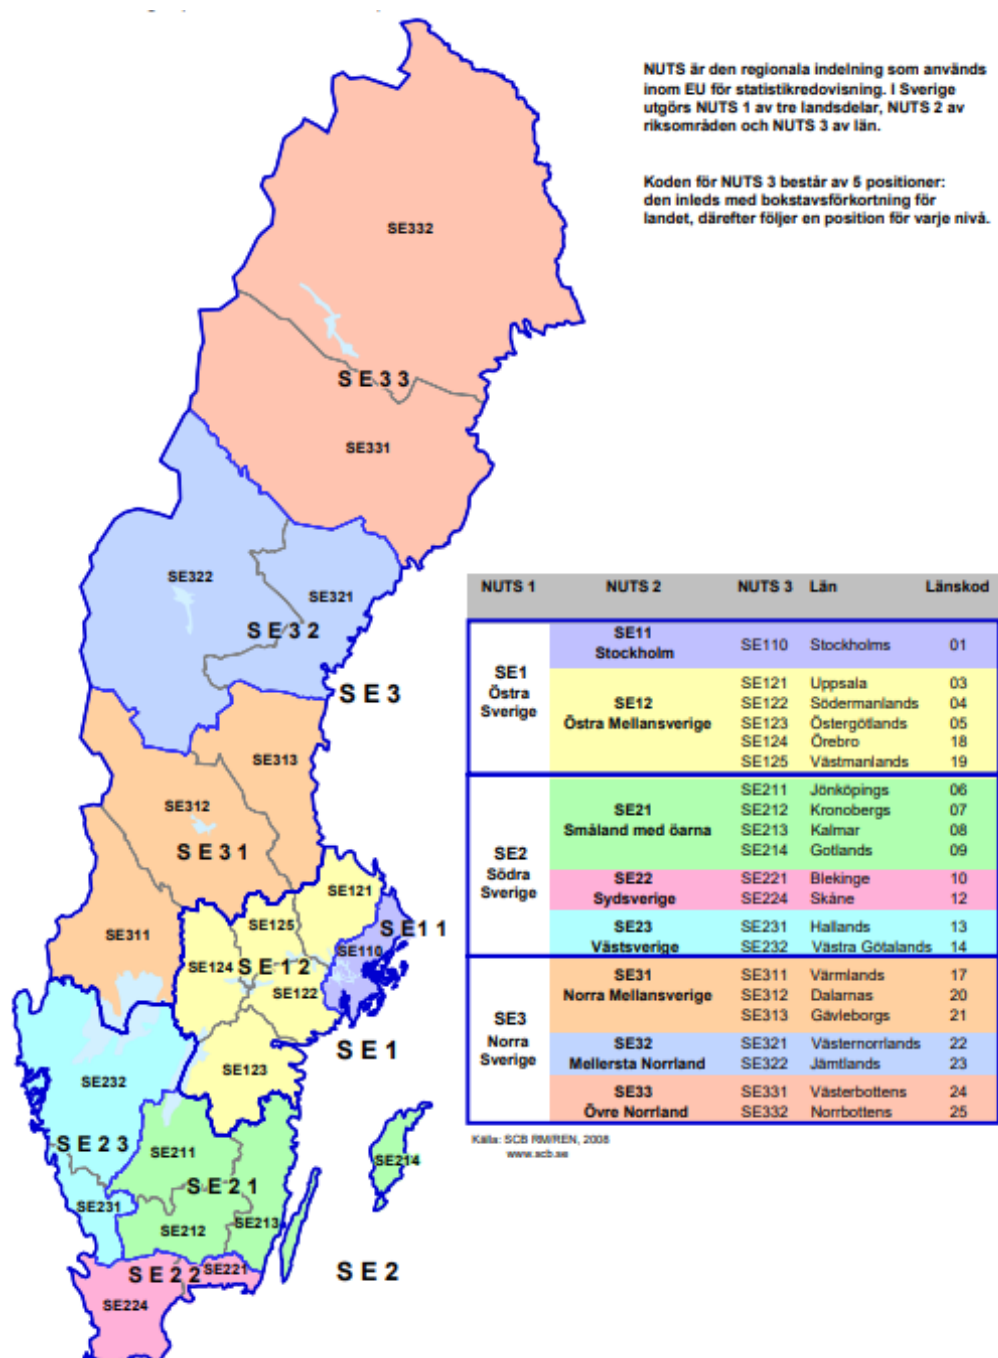 NUTS är den regionala indelning som används
inom EU för statistikredovisning. I Sverige
utgörs NUTS 1 av tre landsdelar, NUTS 2 av
riksområden och NUTS 3 av län.
Koden för NUTS 3 består av 5 positioner:
den inleds med bokstavsförkortning för
landet, därefter följer en position för varje nivå.
SE332
SE33
SE331
SE322
SE321
SE32
SE3
SE313
SE312
SE31
SE311
SE121
SE125
SE11
SE110
SE124
SE12
SE122
SE1
SE123
SE232
SE23
SE211
SE214
SE21
SE231
SE212
SE213
SE2
SE22
SE221
SE224
NUTS 1 NUTS 2 NUTS 3 Län Länskod
SE1
Östra
Sverige
SE11
Stockholm
SE110 Stockholms 01
SE12
Östra Mellansverige
SE121 Uppsala 03
SE122 Södermanlands 04
SE123 Östergötlands 05
SE124 Örebro 18
SE125 Västmanlands 19
SE2
Södra
Sverige
SE21
Småland med öarna
SE211 Jönköpings 06
SE212 Kronobergs 07
SE213 Kalmar 08
SE214 Gotlands 09
SE22
Sydsverige
SE221 Blekinge 10
SE224 Skåne 12
SE23
Västsverige
SE231 Hallands 13
SE232 Västra Götalands 14
SE3
Norra
Sverige
SE31
Norra Mellansverige
SE311 Värmlands 17
SE312 Dalarnas 20
SE313 Gävleborgs 21
SE32
Mellersta Norrland
SE321 Västernorrlands 22
SE322 Jämtlands 23
SE33
Övre Norrland
SE331 Västerbottens 24
SE332 Norrbottens 25
Källa: SCB RM/REN, 2008
www.scb.se